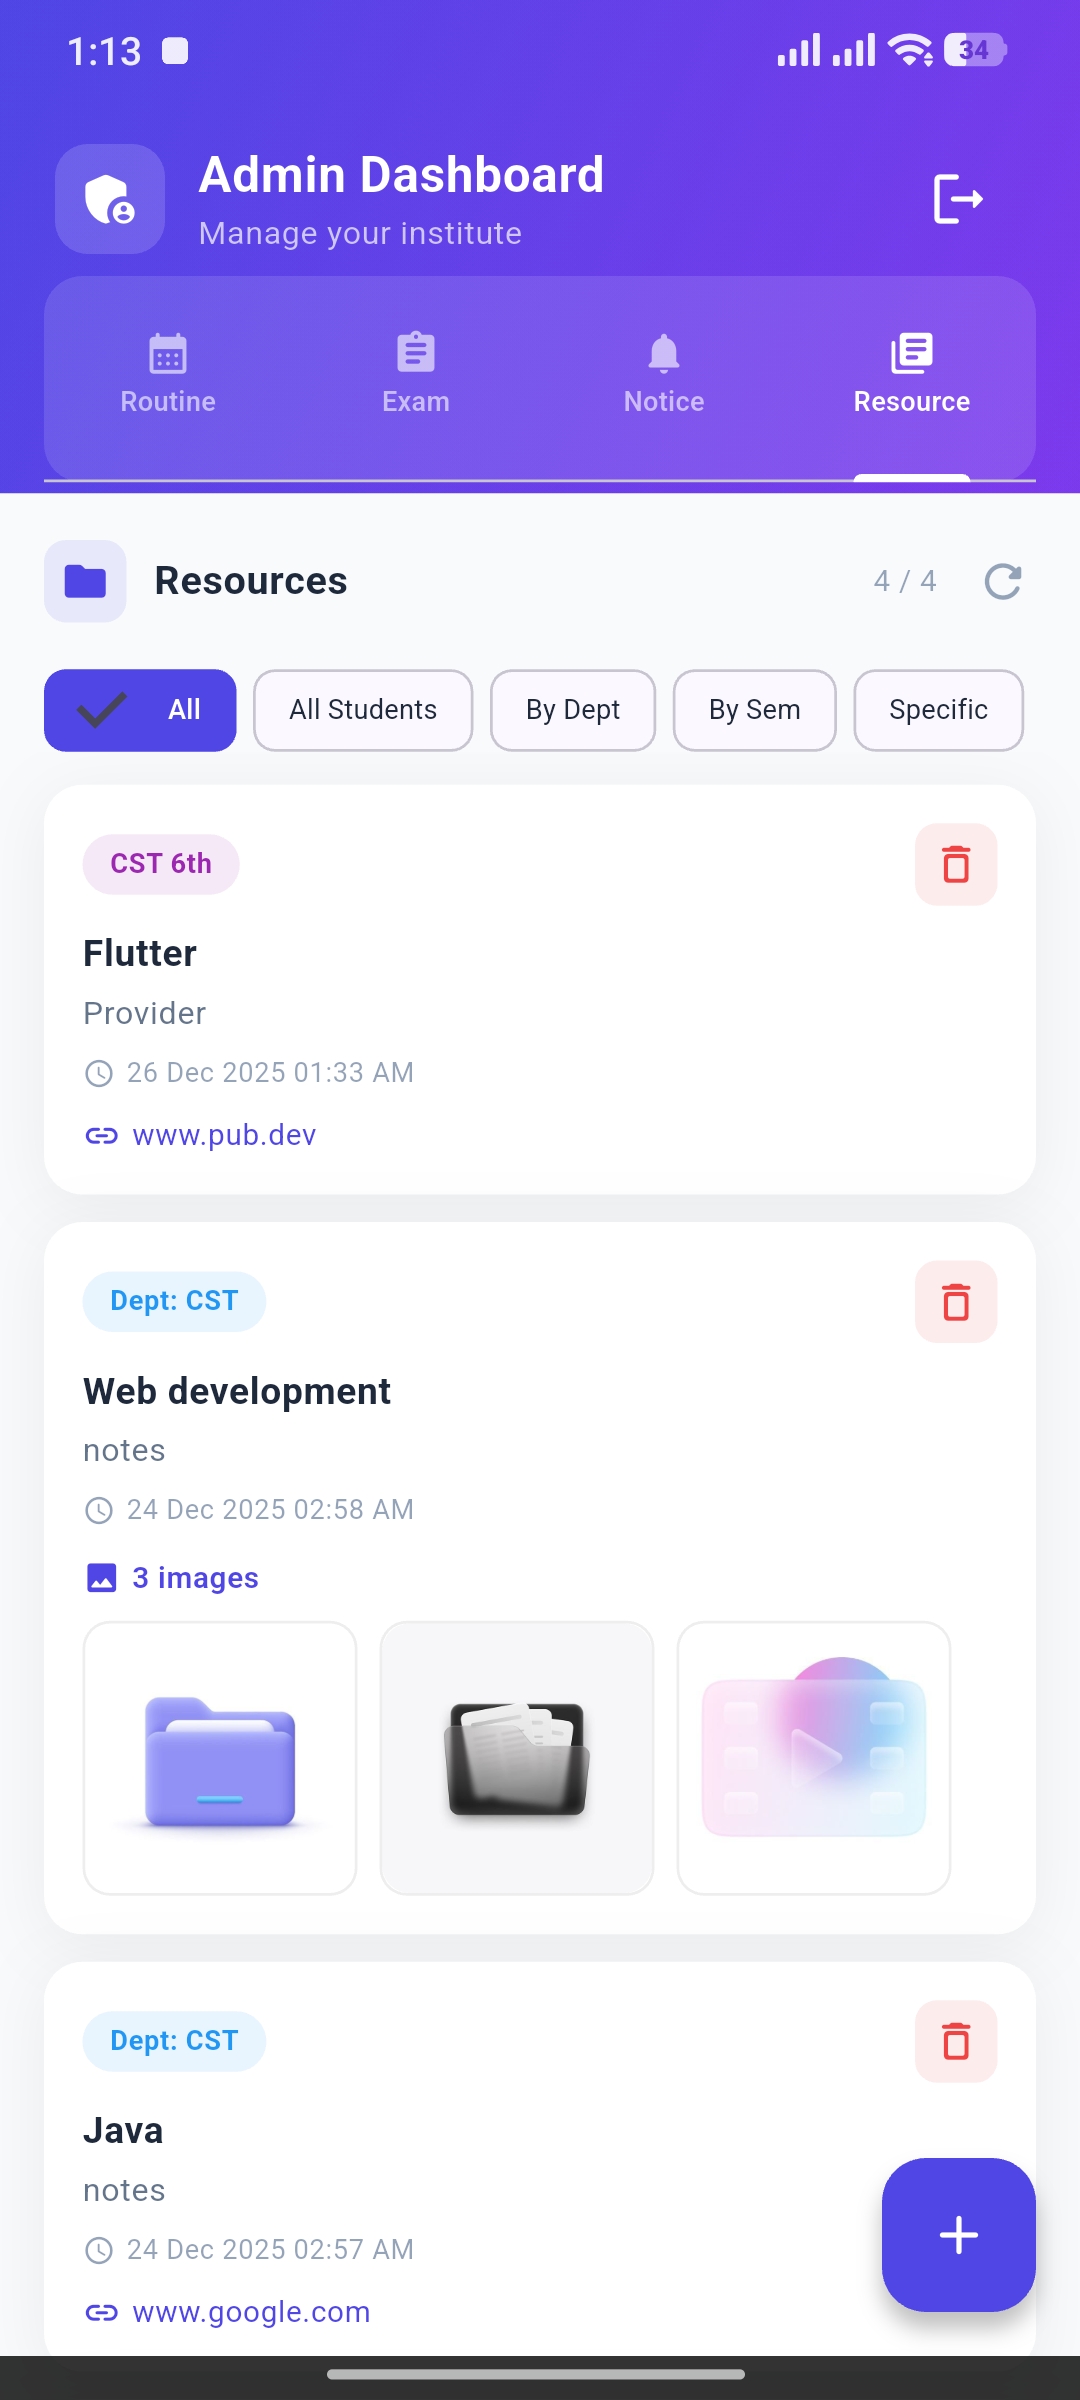 1:13
34
Admin Dashboard
Manage your institute
Routine
Exam
Notice
Resource
Resources
4 / 4
All
All Students
By Dept
By Sem
Specific
CST 6th
Flutter
Provider
26 Dec 2025 01:33 AM
www.pub.dev
Dept: CST
Web development
notes
24 Dec 2025 02:58 AM
3 images
Dept: CST
Java
notes
24 Dec 2025 02:57 AM
www.google.com